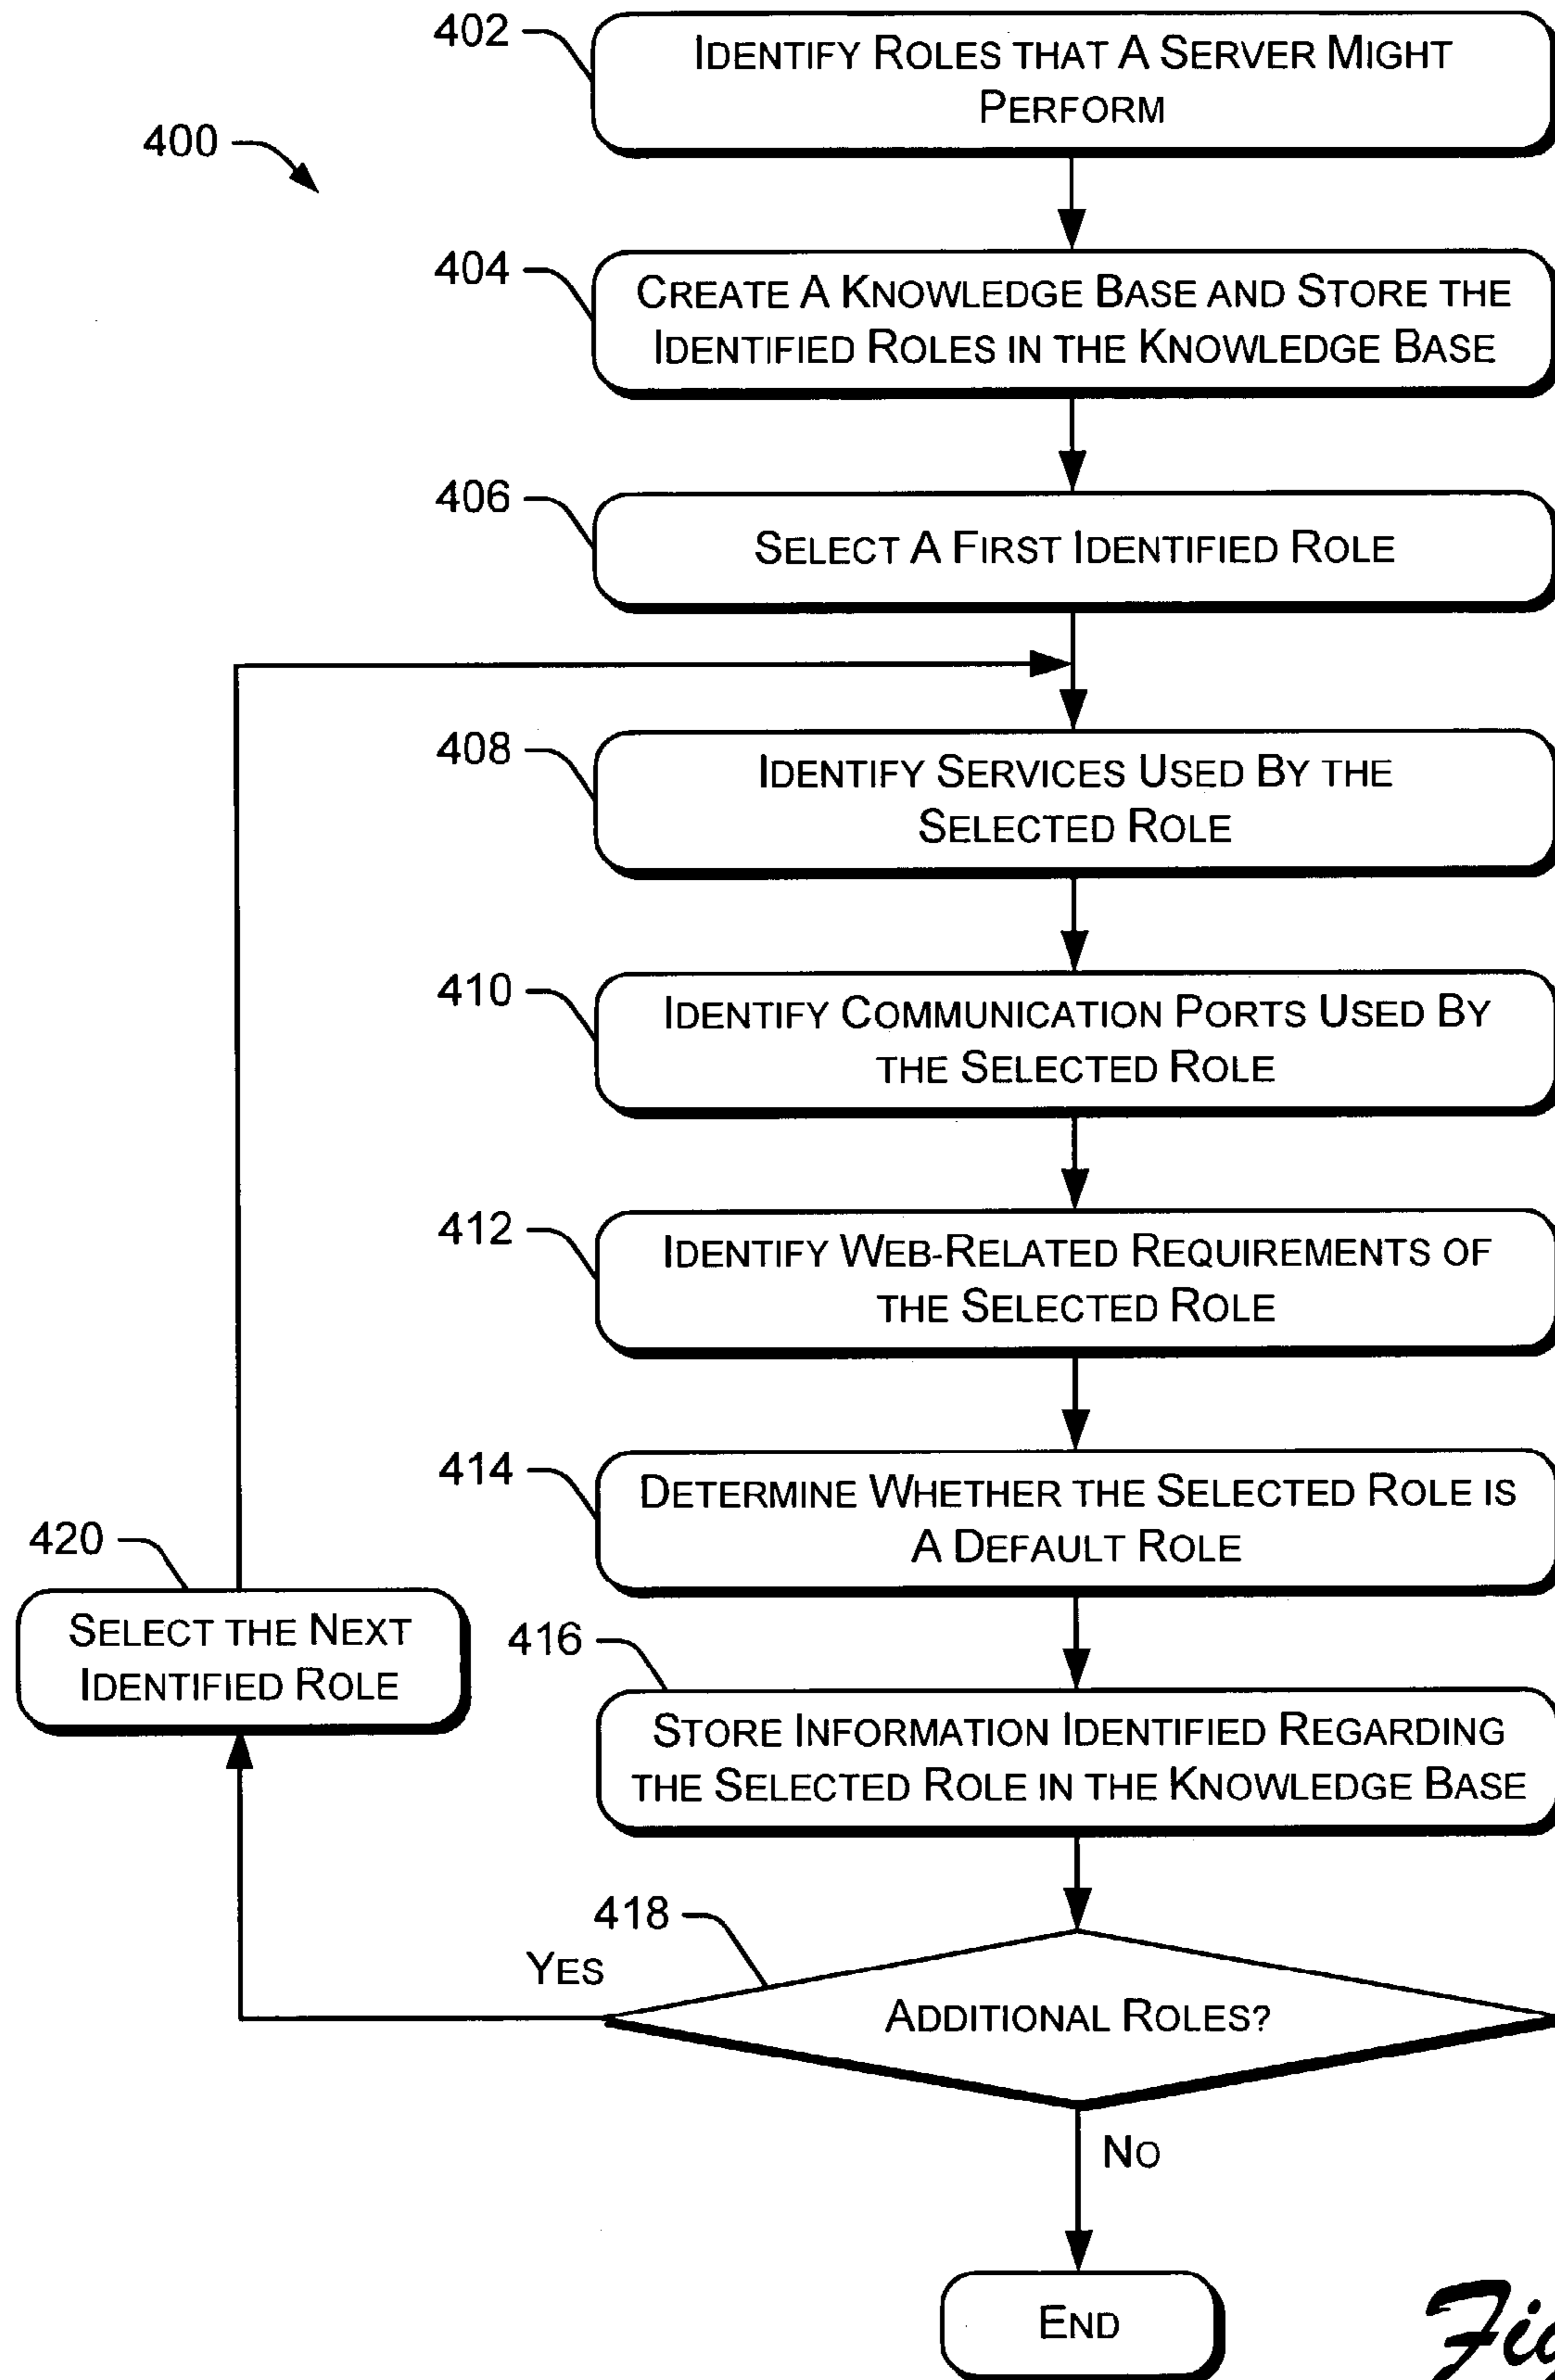 402
IDENTIFY ROLES THAT A SERVER MIGHT
PERFORM
400
404
CREATE A KNOWLEDGE BASE AND STORE THE
IDENTIFIED ROLES IN THE KNOWLEDGE BASE
406
SELECT A FIRST IDENTIFIED ROLE
408
IDENTIFY SERVICES USED BY THE
SELECTED ROLE
410
IDENTIFY COMMUNICATION PORTS USED BY
THE SELECTED ROLE
412
IDENTIFY WEB-RELATED REQUIREMENTS OF
THE SELECTED ROLE
414
DETERMINE WHETHER THE SELECTED ROLE IS
A DEFAULT ROLE
420
SELECT THE NEXT
IDENTIFIED ROLE
416
STORE INFORMATION IDENTIFIED REGARDING
THE SELECTED ROLE IN THE KNOWLEDGE BASE
418
YES
ADDITIONAL ROLES?
NO
END